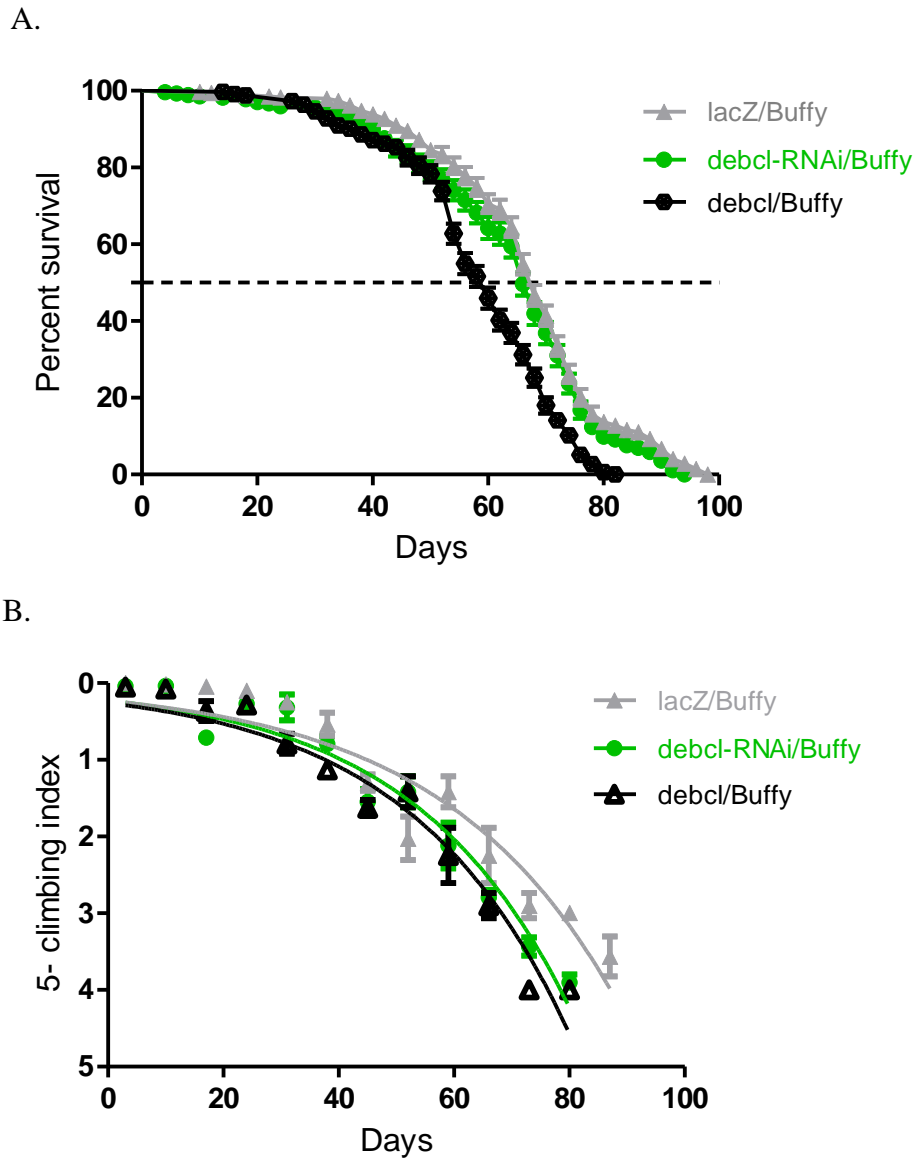 A.
100
80
60
40
20
0
Percent survival
0 20 40 60 80 100
Days
lacZ/Buffy
debcl-RNAi/Buffy
debcl/Buffy
B.
0
1
2
3
4
5
5- climbing index
0 20 40 60 80 100
Days
lacZ/Buffy
debcl-RNAi/Buffy
debcl/Buffy